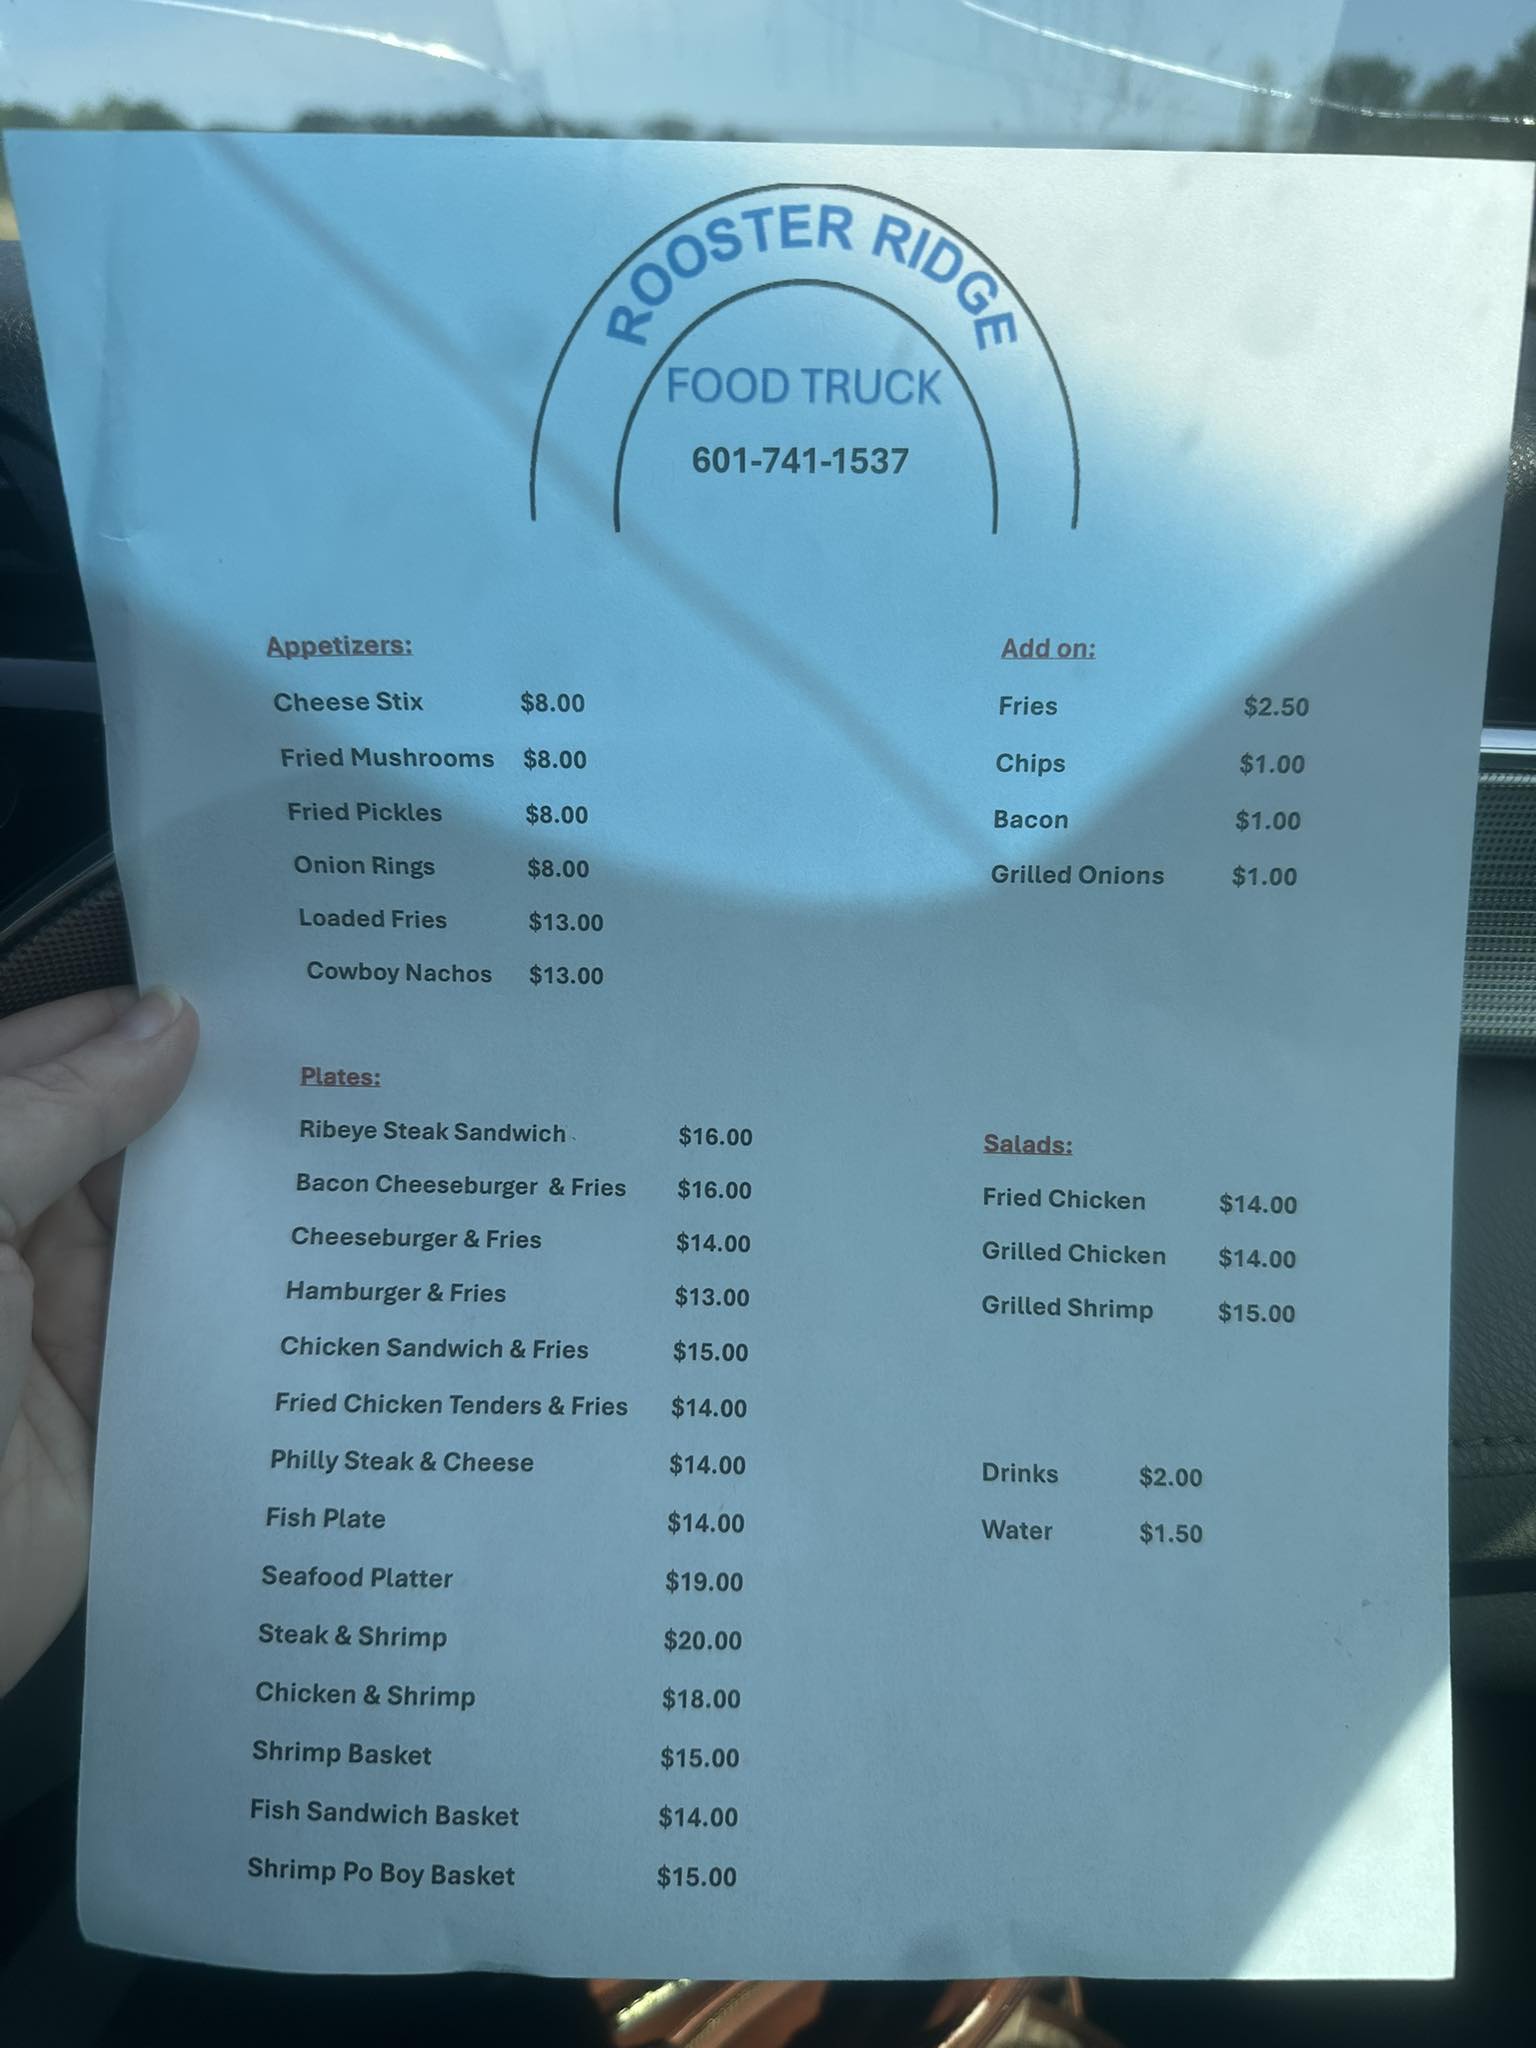 ROOSTER RIDGE
FOOD TRUCK
601-741-1537
Appetizers:
Cheese Stix $8.00
Fried Mushrooms $8.00
Fried Pickles $8.00
Onion Rings $8.00
Loaded Fries $13.00
Cowboy Nachos $13.00
Add on:
Fries $2.50
Chips $1.00
Bacon $1.00
Grilled Onions $1.00
Plates:
Ribeye Steak Sandwich $16.00
Bacon Cheeseburger & Fries $16.00
Cheeseburger & Fries $14.00
Hamburger & Fries $13.00
Chicken Sandwich & Fries $15.00
Fried Chicken Tenders & Fries $14.00
Philly Steak & Cheese $14.00
Fish Plate $14.00
Seafood Platter $19.00
Steak & Shrimp $20.00
Chicken & Shrimp $18.00
Shrimp Basket $15.00
Fish Sandwich Basket $14.00
Shrimp Po Boy Basket $15.00
Salads:
Fried Chicken $14.00
Grilled Chicken $14.00
Grilled Shrimp $15.00
Drinks $2.00
Water $1.50